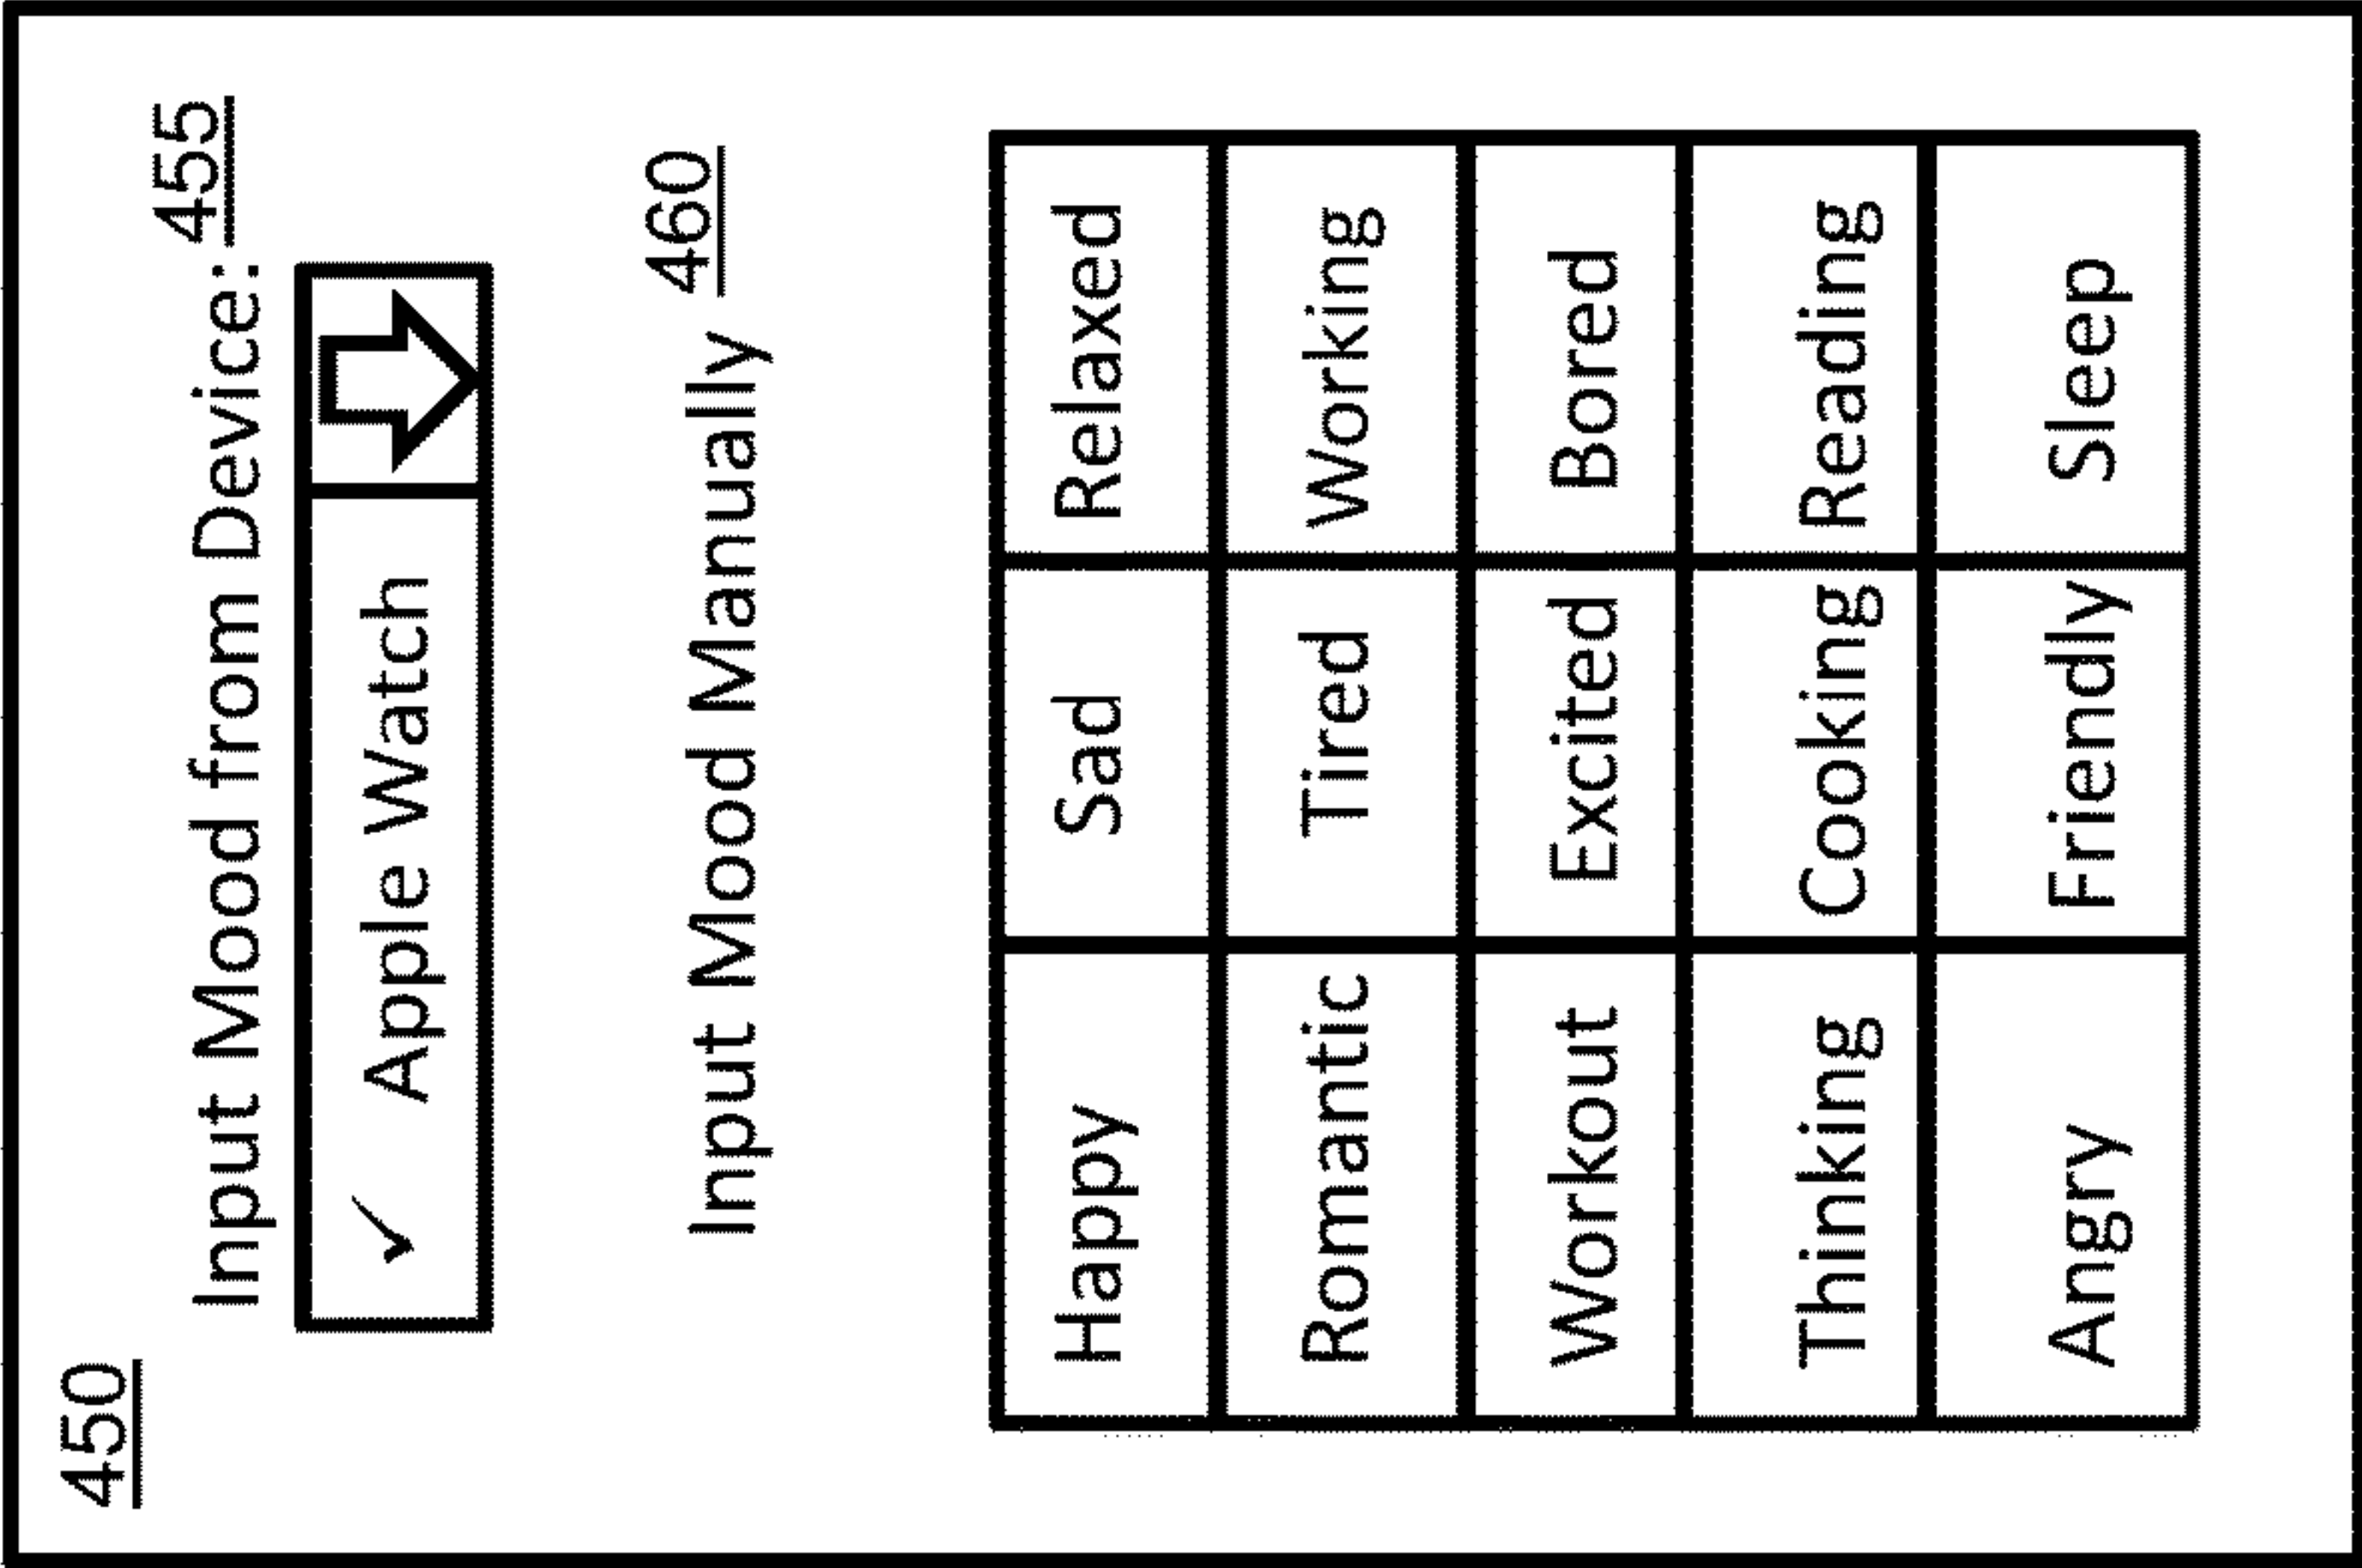 450
Input Mood from Device: 455
✓ Apple Watch
Input Mood Manually 460
Happy Sad Relaxed
Romantic Tired Working
Workout Excited Bored
Thinking Cooking Reading
Angry Friendly Sleep